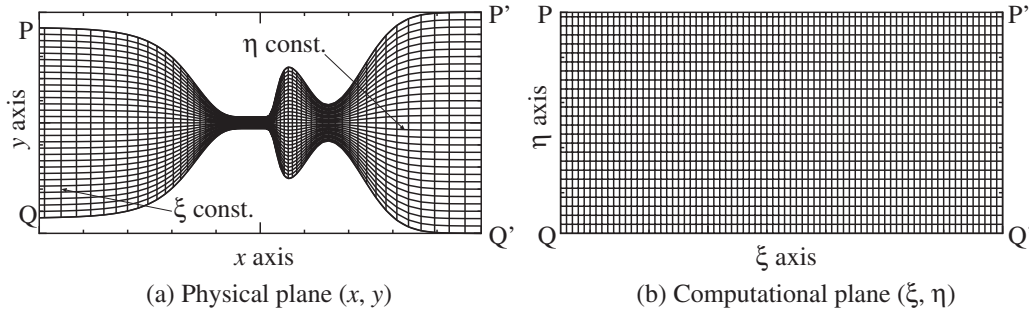 P
P'
η const.
y axis
ξ const.
Q
Q'
x axis
(a) Physical plane (x, y)
P
P'
η axis
Q
Q'
ξ axis
(b) Computational plane (ξ, η)